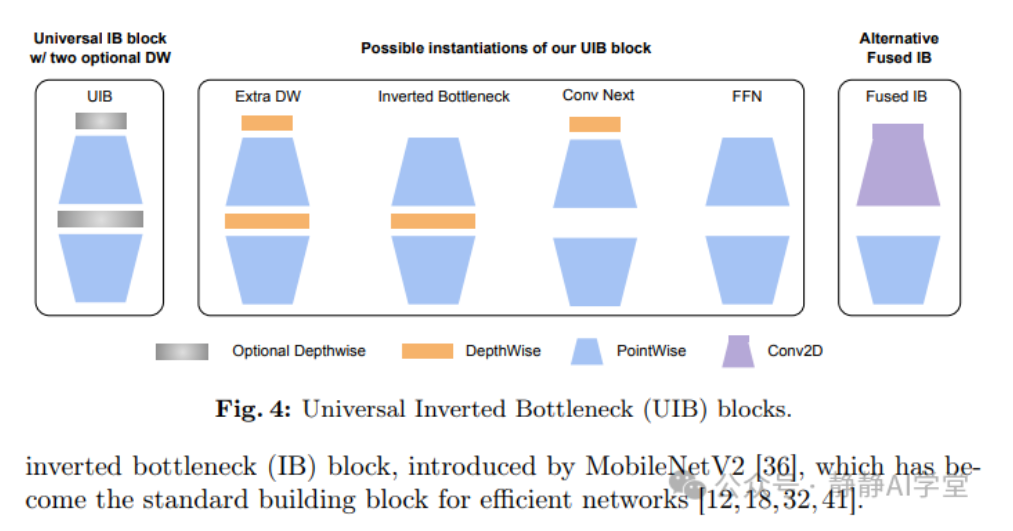 Universal IB block
w/ two optional DW
Possible instantiations of our UIB block
Alternative
Fused IB
UIB
Extra DW
Inverted Bottleneck
Conv Next
FFN
Fused IB
Optional Depthwise
DepthWise
PointWise
Conv2D
Fig. 4: Universal Inverted Bottleneck (UIB) blocks.
inverted bottleneck (IB) block, introduced by MobileNetV2 [36], which has be-
come the standard building block for efficient networks [12,18,32,41].
公众号 · 静静AI学堂